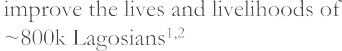 improve the lives and livelihoods of
~800k Lagosians1,2